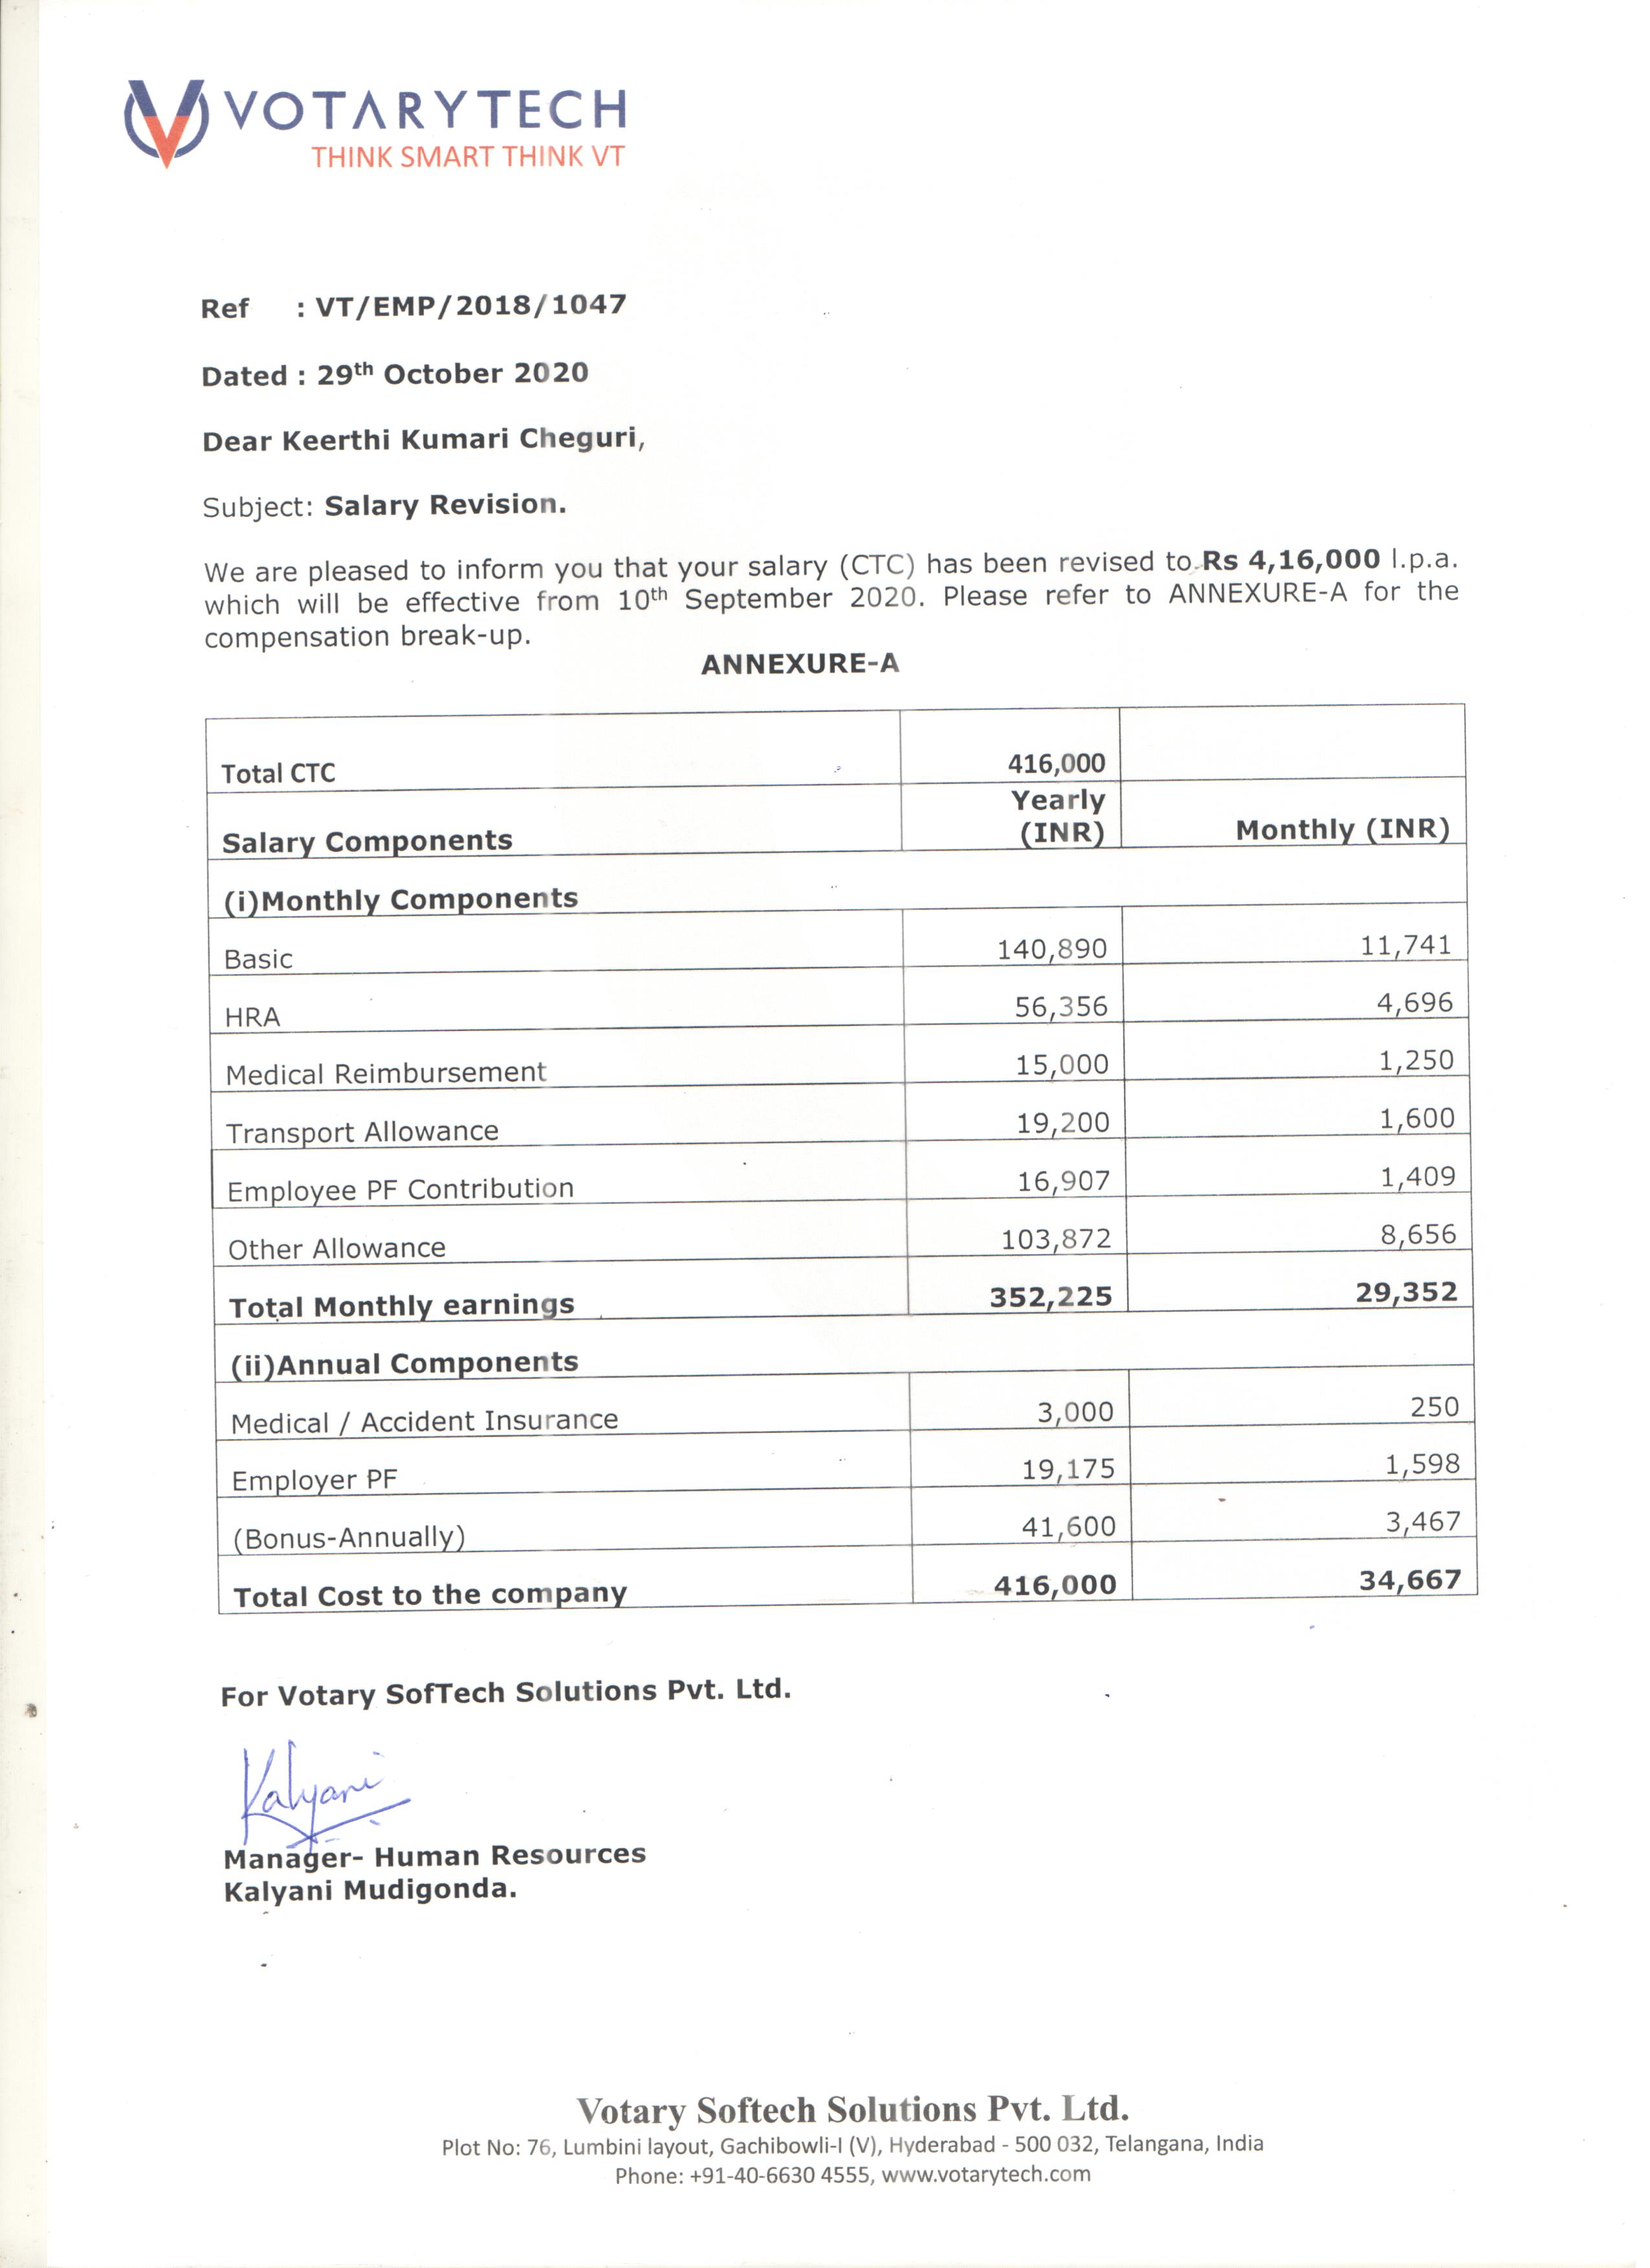 VOTARYTECH
THINK SMART THINK VT
Ref : VT/EMP/2018/1047
Dated : 29th October 2020
Dear Keerthi Kumari Cheguri,
Subject: Salary Revision.
We are pleased to inform you that your salary (CTC) has been revised to Rs 4,16,000 l.p.a.
which will be effective from 10th September 2020. Please refer to ANNEXURE-A for the
compensation break-up.
ANNEXURE-A
Total CTC 416,000
Salary Components Yearly (INR) Monthly (INR)
(i)Monthly Components
Basic 140,890 11,741
HRA 56,356 4,696
Medical Reimbursement 15,000 1,250
Transport Allowance 19,200 1,600
Employee PF Contribution 16,907 1,409
Other Allowance 103,872 8,656
Total Monthly earnings 352,225 29,352
(ii)Annual Components
Medical / Accident Insurance 3,000 250
Employer PF 19,175 1,598
(Bonus-Annually) 41,600 3,467
Total Cost to the company 416,000 34,667
For Votary SofTech Solutions Pvt. Ltd.
Kalyani
Manager- Human Resources
Kalyani Mudigonda.
Votary Softech Solutions Pvt. Ltd.
Plot No: 76, Lumbini layout, Gachibowli-I (V), Hyderabad - 500 032, Telangana, India
Phone: +91-40-6630 4555, www.votarytech.com